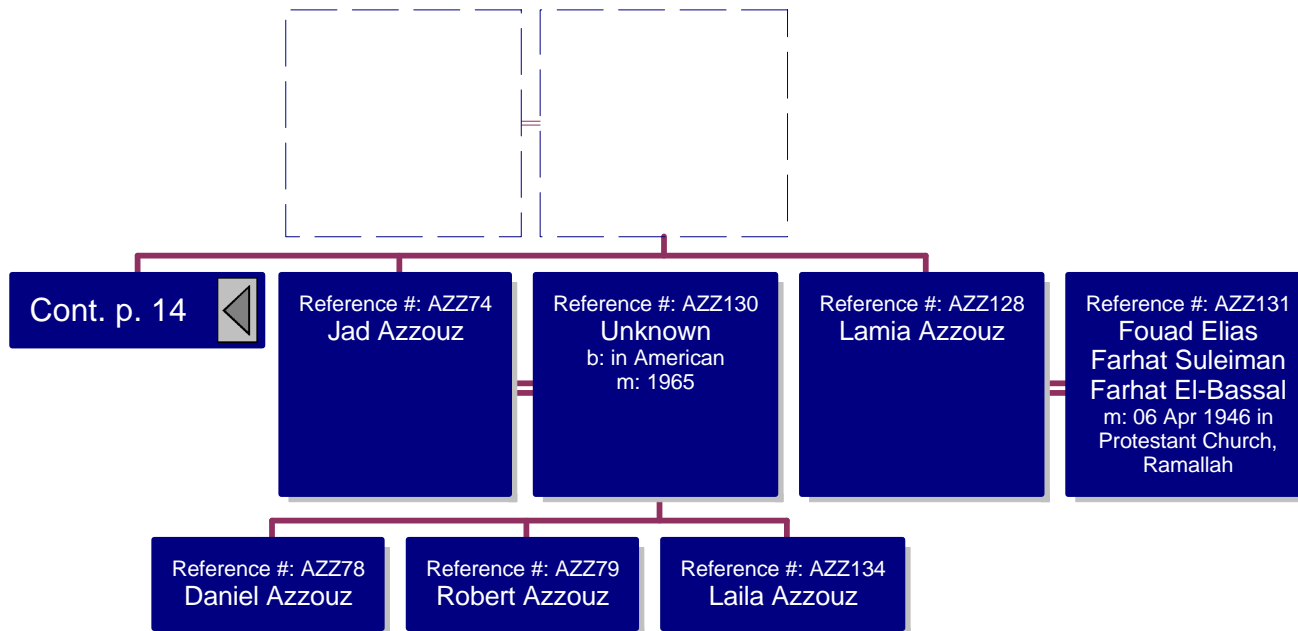 Cont. p. 14
Reference #: AZZ74
Jad Azzouz
Reference #: AZZ130
Unknown
b: in American
m: 1965
Reference #: AZZ128
Lamia Azzouz
Reference #: AZZ131
Fouad Elias
Farhat Suleiman
Farhat El-Bassal
m: 06 Apr 1946 in
Protestant Church,
Ramallah
Reference #: AZZ78
Daniel Azzouz
Reference #: AZZ79
Robert Azzouz
Reference #: AZZ134
Laila Azzouz